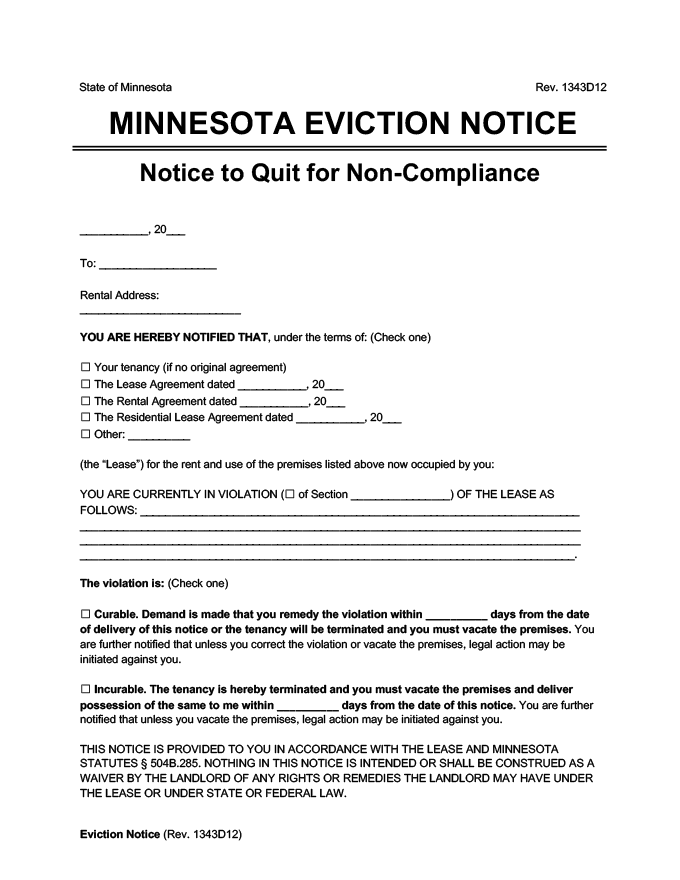 State of Minnesota Rev. 1343D12
MINNESOTA EVICTION NOTICE
Notice to Quit for Non-Compliance
___________, 20___
To: ___________________
Rental Address:
__________________________
YOU ARE HEREBY NOTIFIED THAT, under the terms of: (Check one)
☐ Your tenancy (if no original agreement)
☐ The Lease Agreement dated ___________, 20___
☐ The Rental Agreement dated ___________, 20___
☐ The Residential Lease Agreement dated ___________, 20___
☐ Other: __________
(the “Lease”) for the rent and use of the premises listed above now occupied by you:
YOU ARE CURRENTLY IN VIOLATION (☐ of Section ________________) OF THE LEASE AS
FOLLOWS: _______________________________________________________________________
_________________________________________________________________________________
_________________________________________________________________________________
________________________________________________________________________________.
The violation is: (Check one)
☐ Curable. Demand is made that you remedy the violation within __________ days from the date
of delivery of this notice or the tenancy will be terminated and you must vacate the premises. You
are further notified that unless you correct the violation or vacate the premises, legal action may be
initiated against you.
☐ Incurable. The tenancy is hereby terminated and you must vacate the premises and deliver
possession of the same to me within __________ days from the date of this notice. You are further
notified that unless you vacate the premises, legal action may be initiated against you.
THIS NOTICE IS PROVIDED TO YOU IN ACCORDANCE WITH THE LEASE AND MINNESOTA
STATUTES § 504B.285. NOTHING IN THIS NOTICE IS INTENDED OR SHALL BE CONSTRUED AS A
WAIVER BY THE LANDLORD OF ANY RIGHTS OR REMEDIES THE LANDLORD MAY HAVE UNDER
THE LEASE OR UNDER STATE OR FEDERAL LAW.
Eviction Notice (Rev. 1343D12)